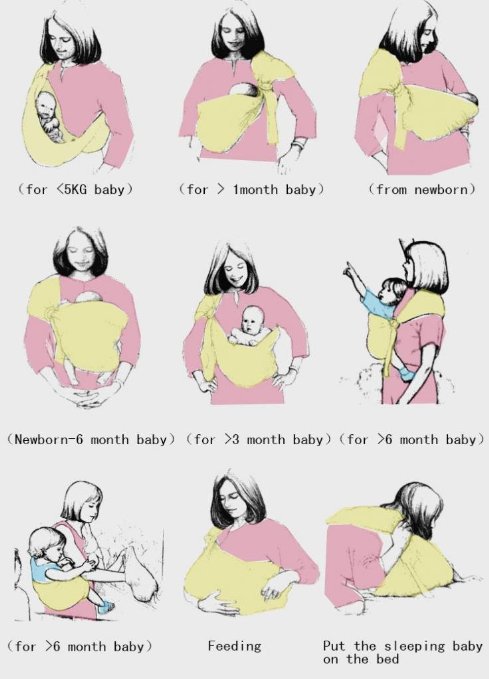 (for <5KG baby)
(for > 1month baby)
(from newborn)
(Newborn-6 month baby)
(for >3 month baby)
(for >6 month baby)
(for >6 month baby)
Feeding
Put the sleeping baby
on the bed